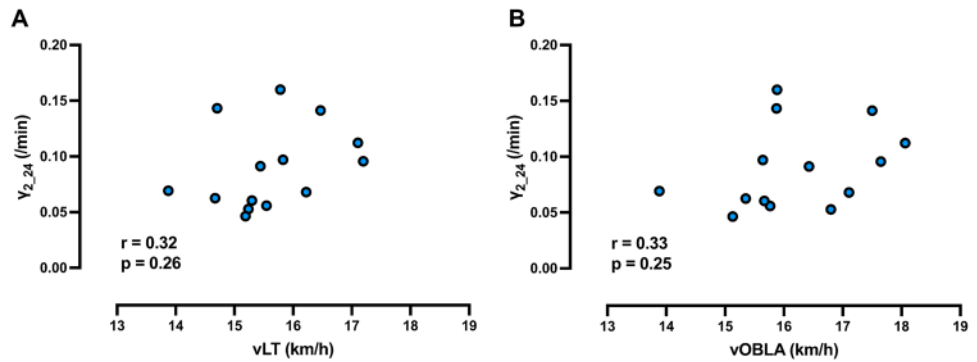 A
B
0.20
0.15
0.10
0.05
0.00
γ2_24 (/min)
r = 0.32
p = 0.26
13 14 15 16 17 18 19
vLT (km/h)
0.20
0.15
0.10
0.05
0.00
γ2_24 (/min)
r = 0.33
p = 0.25
13 14 15 16 17 18 19
vOBLA (km/h)